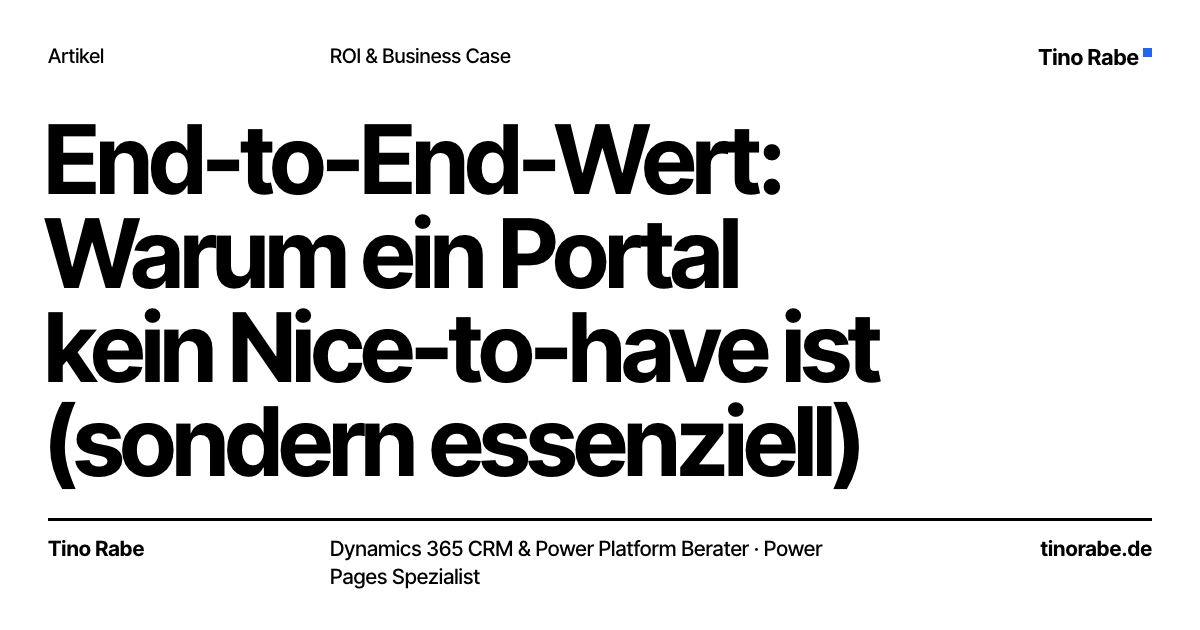 Artikel
ROI & Business Case
Tino Rabe
End-to-End-Wert:
Warum ein Portal
kein Nice-to-have ist
(sondern essenziell)
Tino Rabe
Dynamics 365 CRM & Power Platform Berater · Power
Pages Spezialist
tinorabe.de